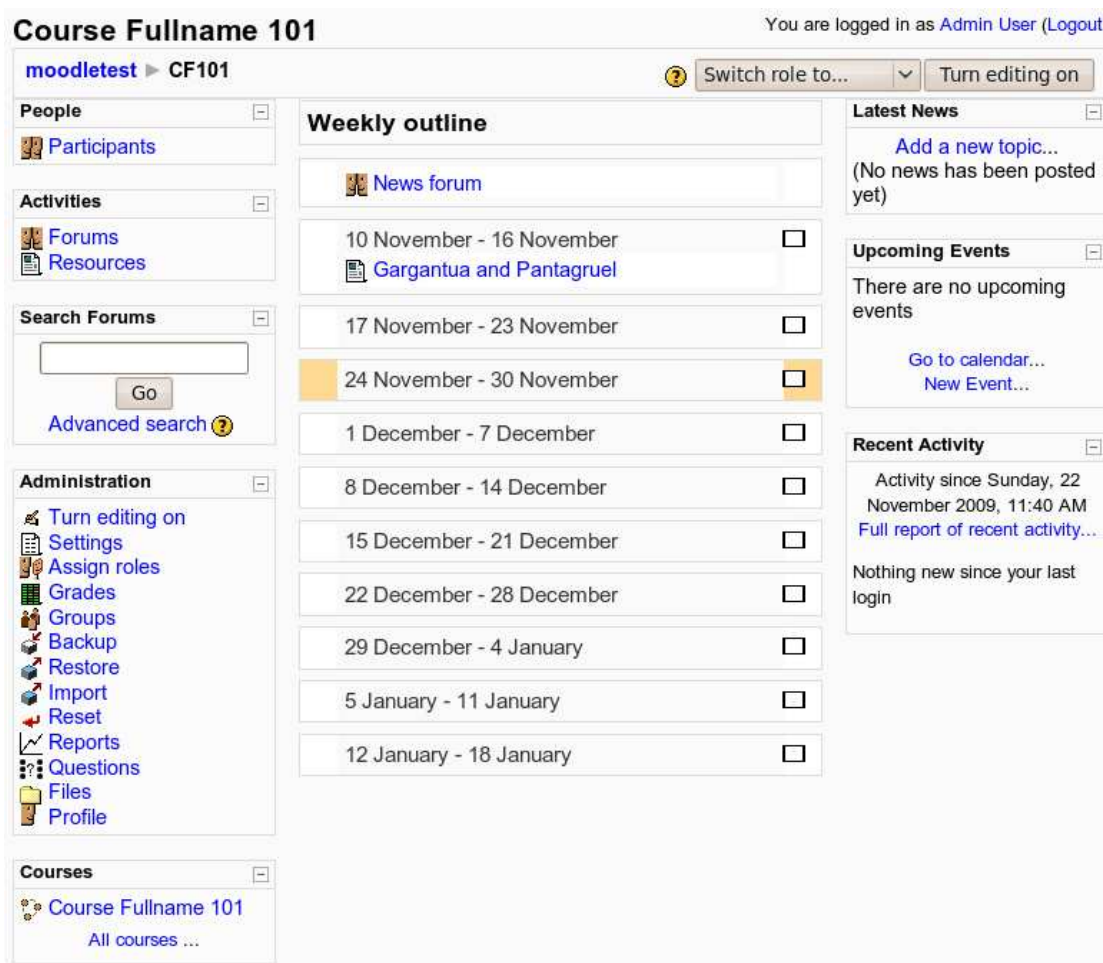 Course Fullname 101
You are logged in as Admin User (Logout
moodletest ► CF101
Switch role to...
Turn editing on
People
Participants
Activities
Forums
Resources
Search Forums
Go
Advanced search
Administration
Turn editing on
Settings
Assign roles
Grades
Groups
Backup
Restore
Import
Reset
Reports
Questions
Files
Profile
Courses
Course Fullname 101
All courses ...
Weekly outline
News forum
10 November - 16 November
Gargantua and Pantagruel
17 November - 23 November
24 November - 30 November
1 December - 7 December
8 December - 14 December
15 December - 21 December
22 December - 28 December
29 December - 4 January
5 January - 11 January
12 January - 18 January
Latest News
Add a new topic...
(No news has been posted
yet)
Upcoming Events
There are no upcoming
events
Go to calendar...
New Event...
Recent Activity
Activity since Sunday, 22
November 2009, 11:40 AM
Full report of recent activity...
Nothing new since your last
login